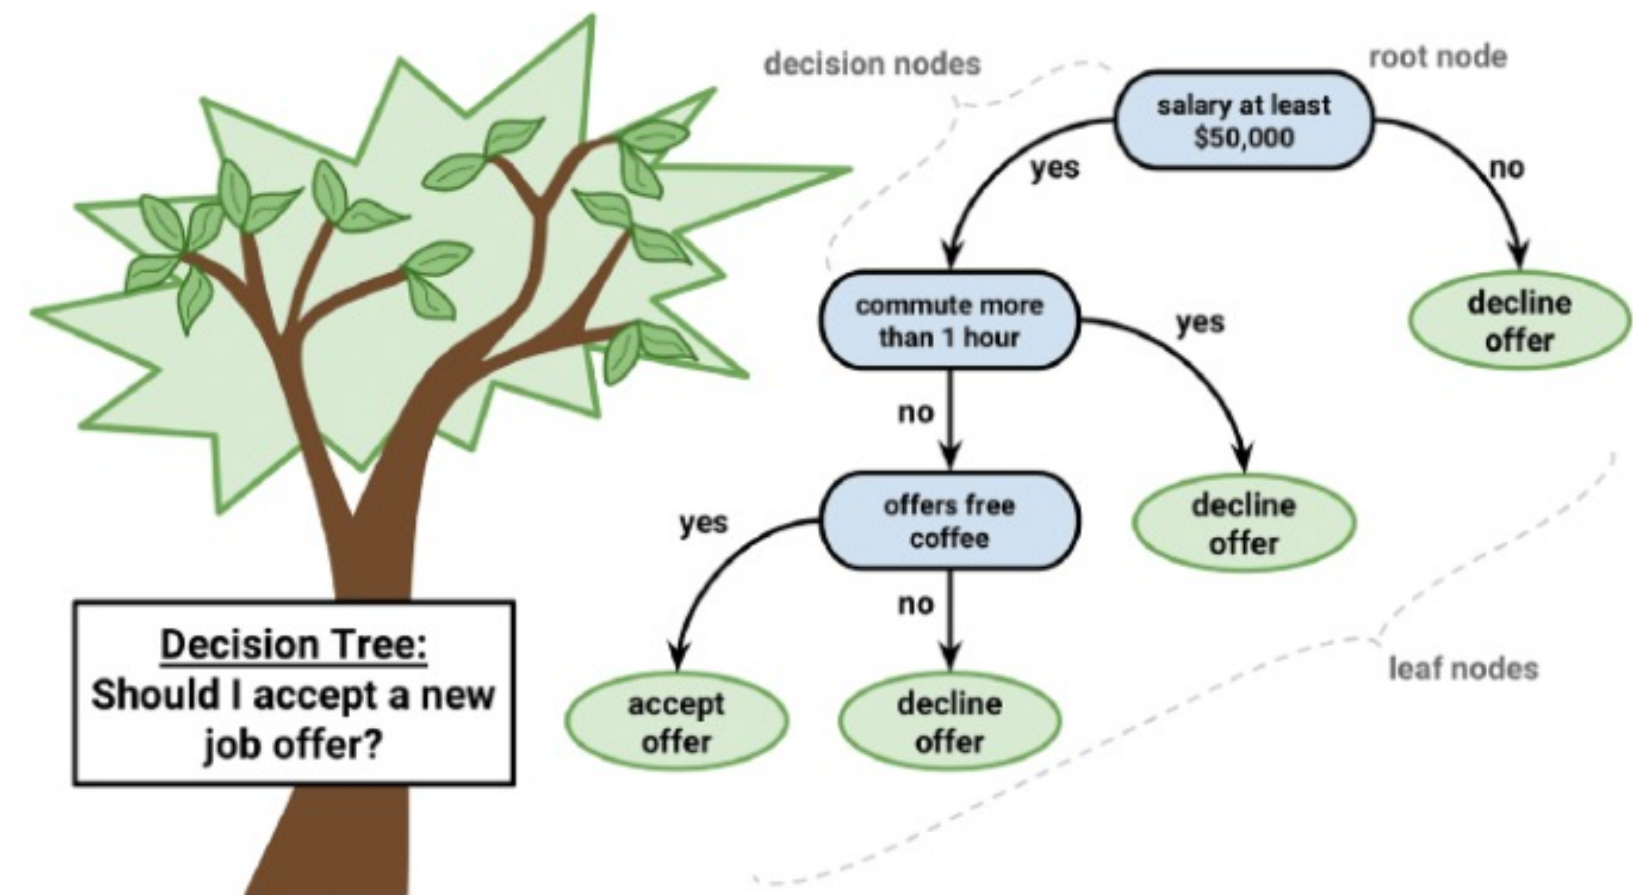 decision nodes
root node
salary at least
$50,000
yes
no
commute more
than 1 hour
yes
decline
offer
no
offers free
coffee
decline
offer
yes
no
leaf nodes
accept
offer
decline
offer
Decision Tree:
Should I accept a new
job offer?